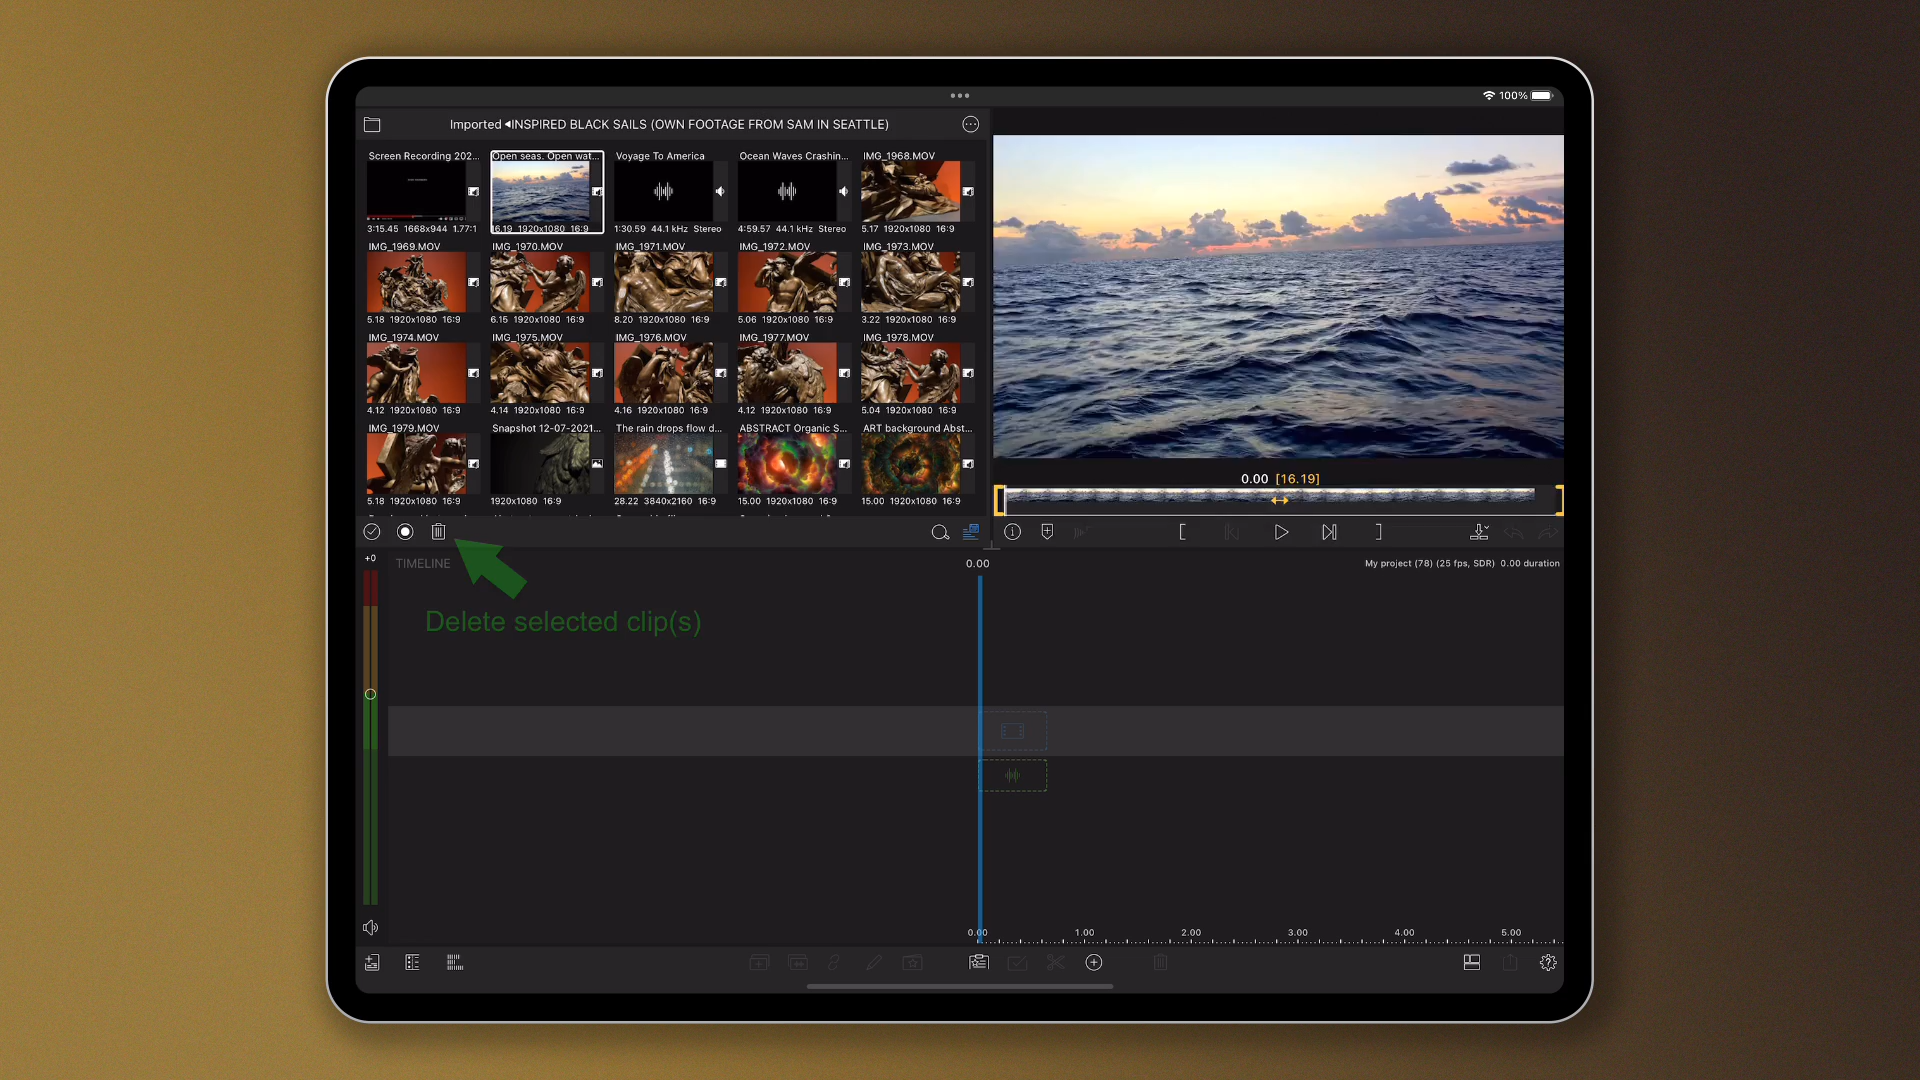 100%
Imported ◂INSPIRED BLACK SAILS (OWN FOOTAGE FROM SAM IN SEATTLE)
Screen Recording 202...
Open seas. Open wat...
Voyage To America
Ocean Waves Crashin...
IMG_1968.MOV
3:15.45 1668x944 1.77:1
16.19 1920x1080 16:9
1:30.59 44.1 kHz Stereo
4:59.57 44.1 kHz Stereo
5.17 1920x1080 16:9
IMG_1969.MOV
IMG_1970.MOV
IMG_1971.MOV
IMG_1972.MOV
IMG_1973.MOV
5.18 1920x1080 16:9
6.15 1920x1080 16:9
8.20 1920x1080 16:9
5.06 1920x1080 16:9
3.22 1920x1080 16:9
IMG_1974.MOV
IMG_1975.MOV
IMG_1976.MOV
IMG_1977.MOV
IMG_1978.MOV
4.12 1920x1080 16:9
4.14 1920x1080 16:9
4.16 1920x1080 16:9
4.12 1920x1080 16:9
5.04 1920x1080 16:9
IMG_1979.MOV
Snapshot 12-07-2021...
The rain drops flow d...
ABSTRACT Organic S...
ART background Abst...
5.18 1920x1080 16:9
1920x1080 16:9
28.22 3840x2160 16:9
15.00 1920x1080 16:9
15.00 1920x1080 16:9
0.00 [16.19]
+0
TIMELINE
0.00
My project (78) (25 fps, SDR) 0.00 duration
Delete selected clip(s)
0.00 1.00 2.00 3.00 4.00 5.00